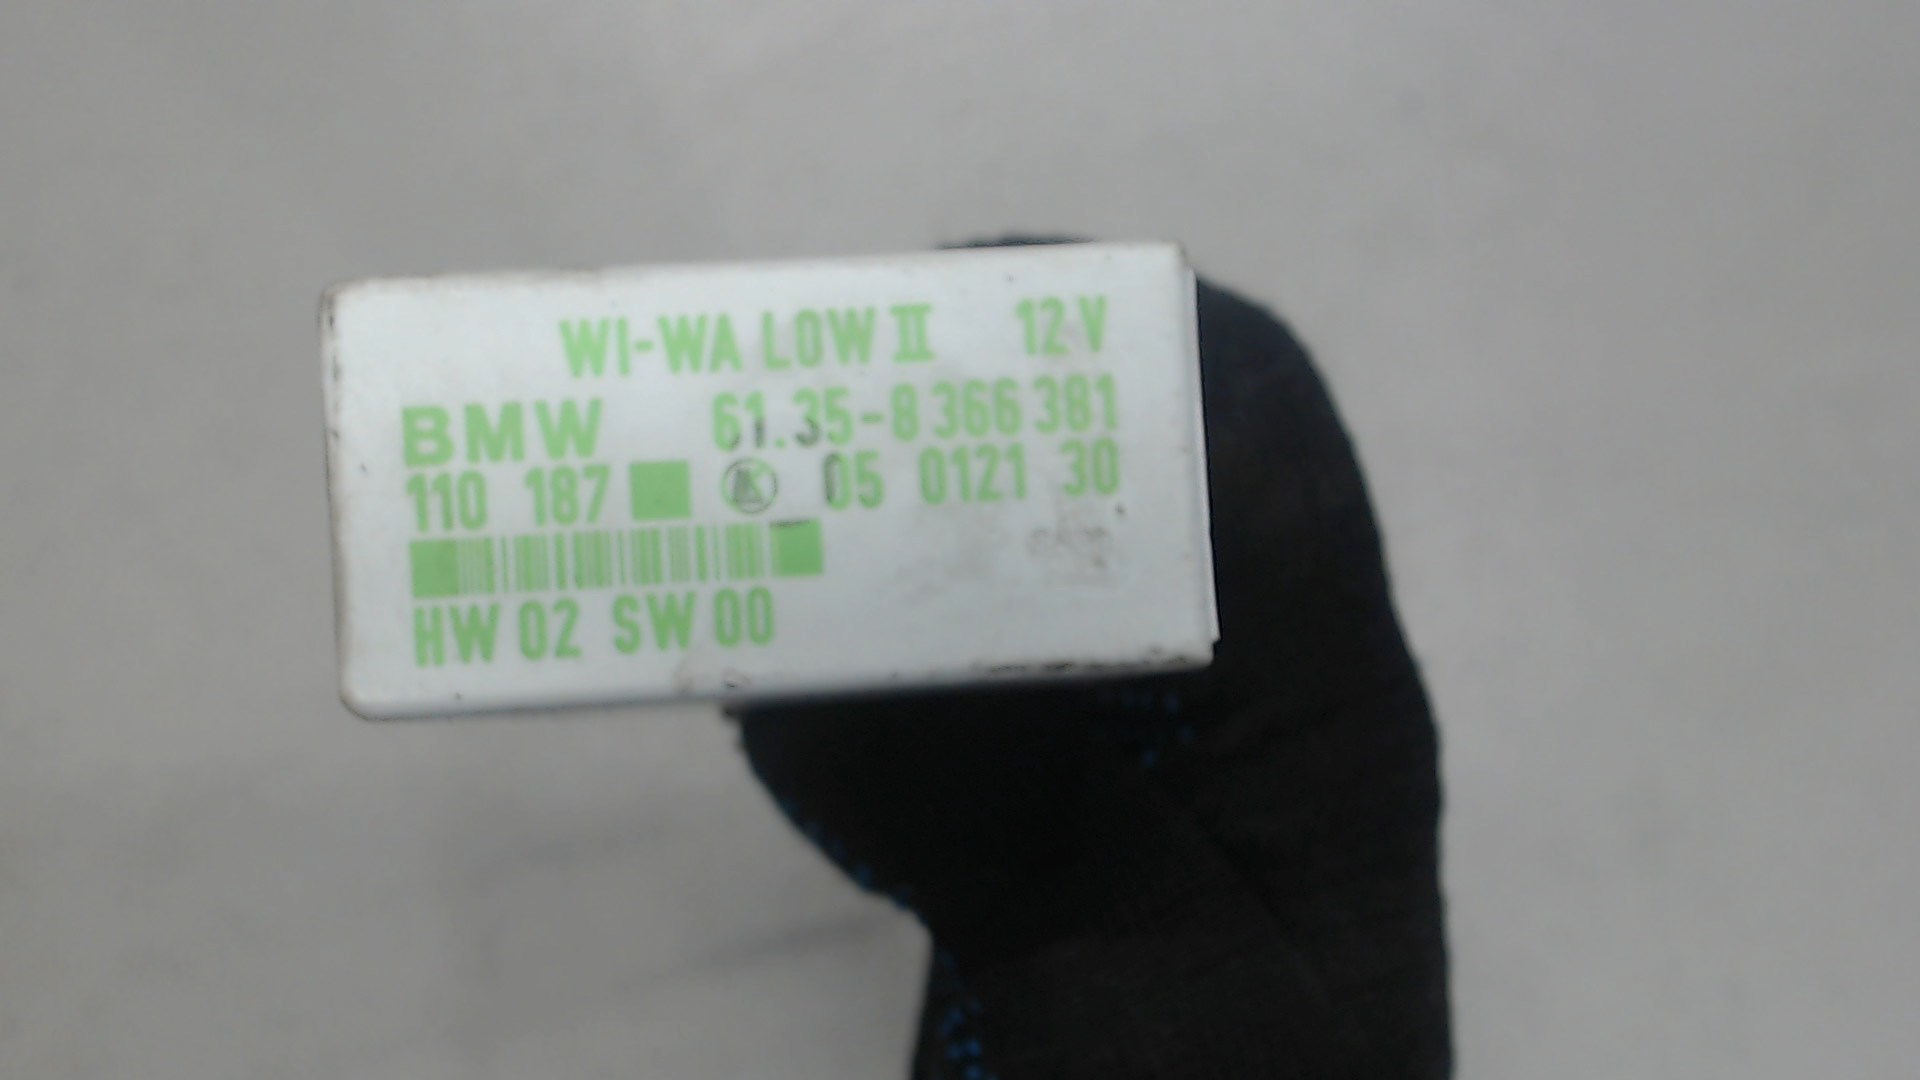 WI-WA LOW II 12V
BMW 61.35-8 366 381
110 187 05 0121 30
HW 02 SW 00